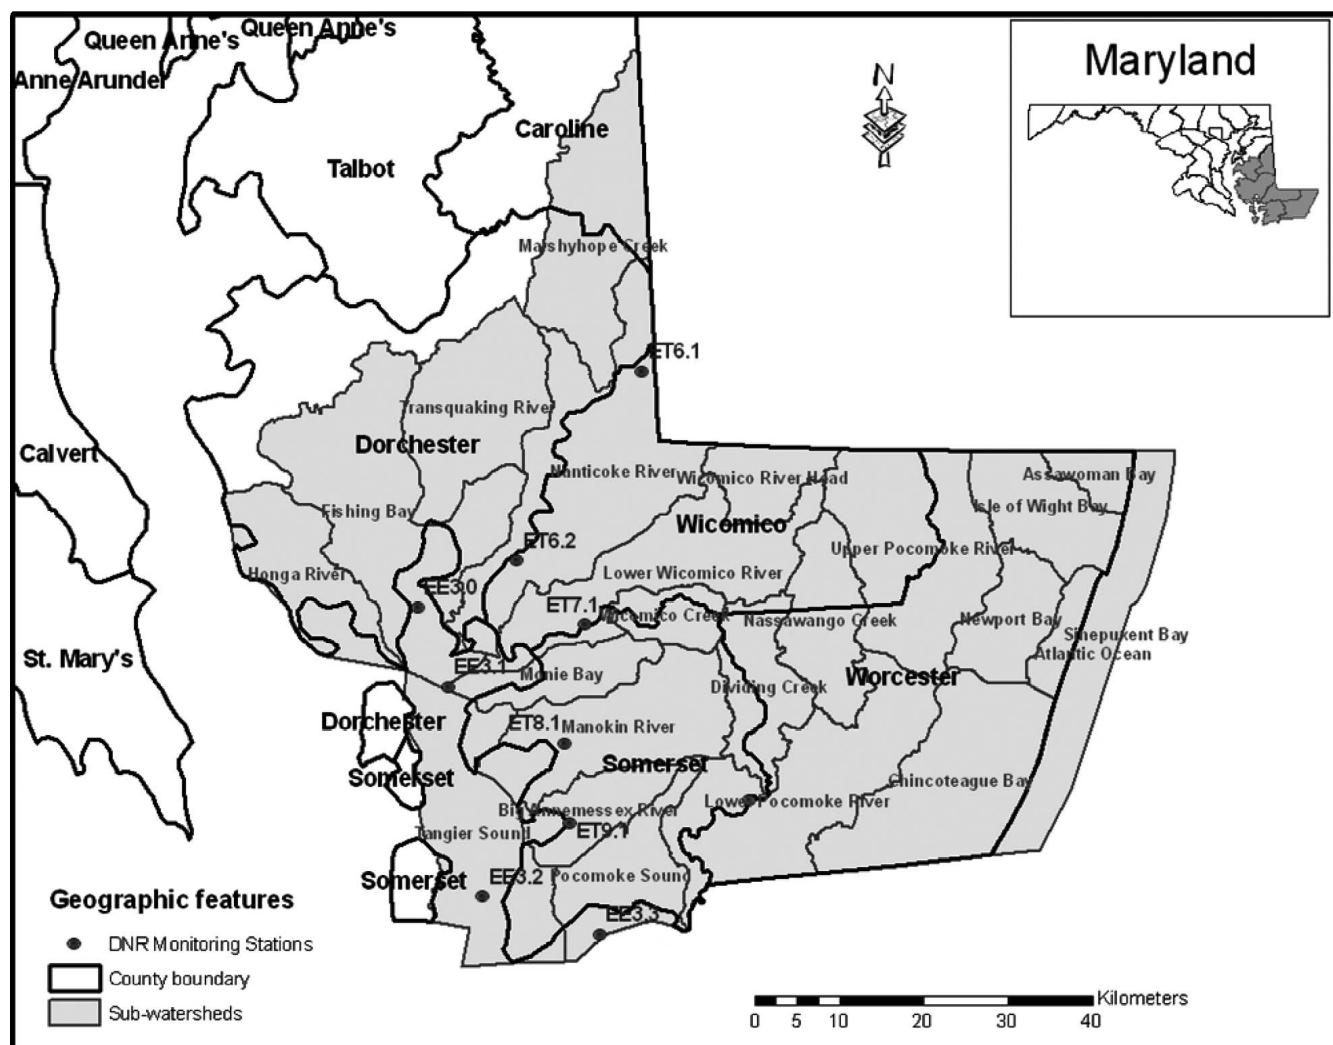 Queen Anne's
Queen Anne's
Anne Arunder
Maryland
N
Caroline
Talbot
Marshyhope Creek
ET6.1
Transquaking River
Dorchester
Calvert
Nanticoke River
Wicomico River Head
Assawoman Bay
Isle of Wight Bay
Fishing Bay
Wicomico
ET6.2
Upper Pocomoke River
Honga River
Lower Wicomico River
EE3.0
ET7.1
Wicomico Creek
Nassawango Creek
Newport Bay
Sinepuxent Bay
Atlantic Ocean
St. Mary's
EE3.1
Monie Bay
Dividing Creek
Worcester
Dorchester
ET8.1
Manokin River
Somerset
Somerset
Chincoteague Bay
Big Annemessex River
Lower Pocomoke River
Tangier Sound
ET9.1
Somerset
EE3.2
Pocomoke Sound
EE3.3
Geographic features
DNR Monitoring Stations
County boundary
Sub-watersheds
Kilometers
0 5 10 20 30 40